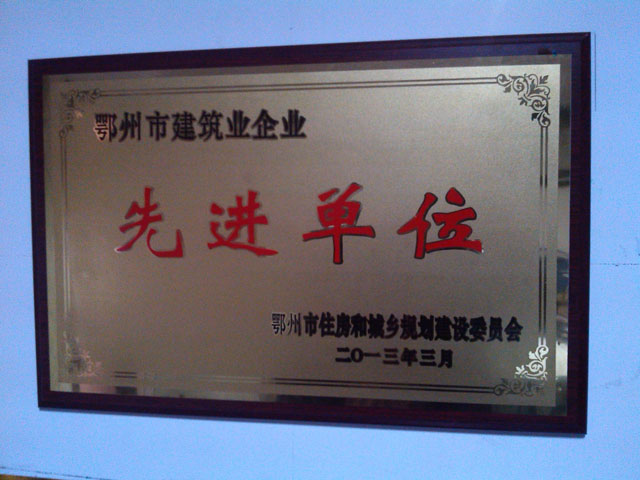 鄂州市建筑业企业
先进单位
鄂州市住房和城乡规划建设委员会
二〇一三年三月